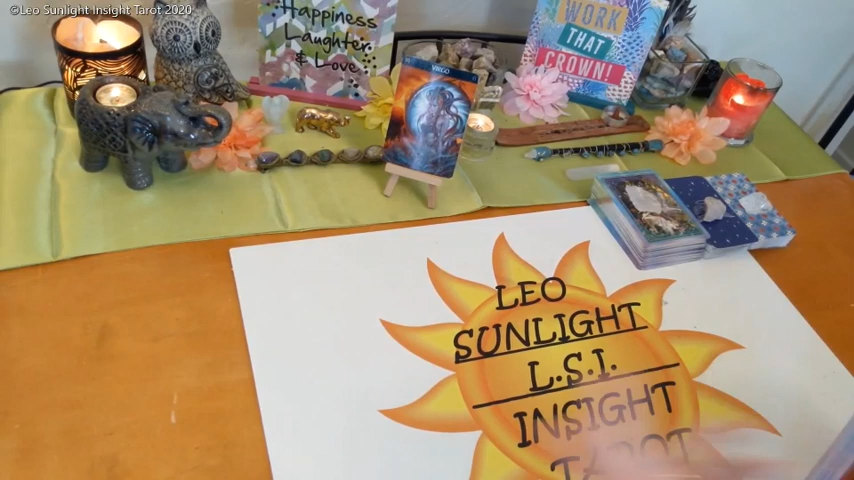 ©Leo Sunlight Insight Tarot 2020
Happiness
Laughter
& Love
WORK
THAT
CROWN!
VIRGO
LEO
SUNLIGHT
L.S.I.
INSIGHT
TAROT